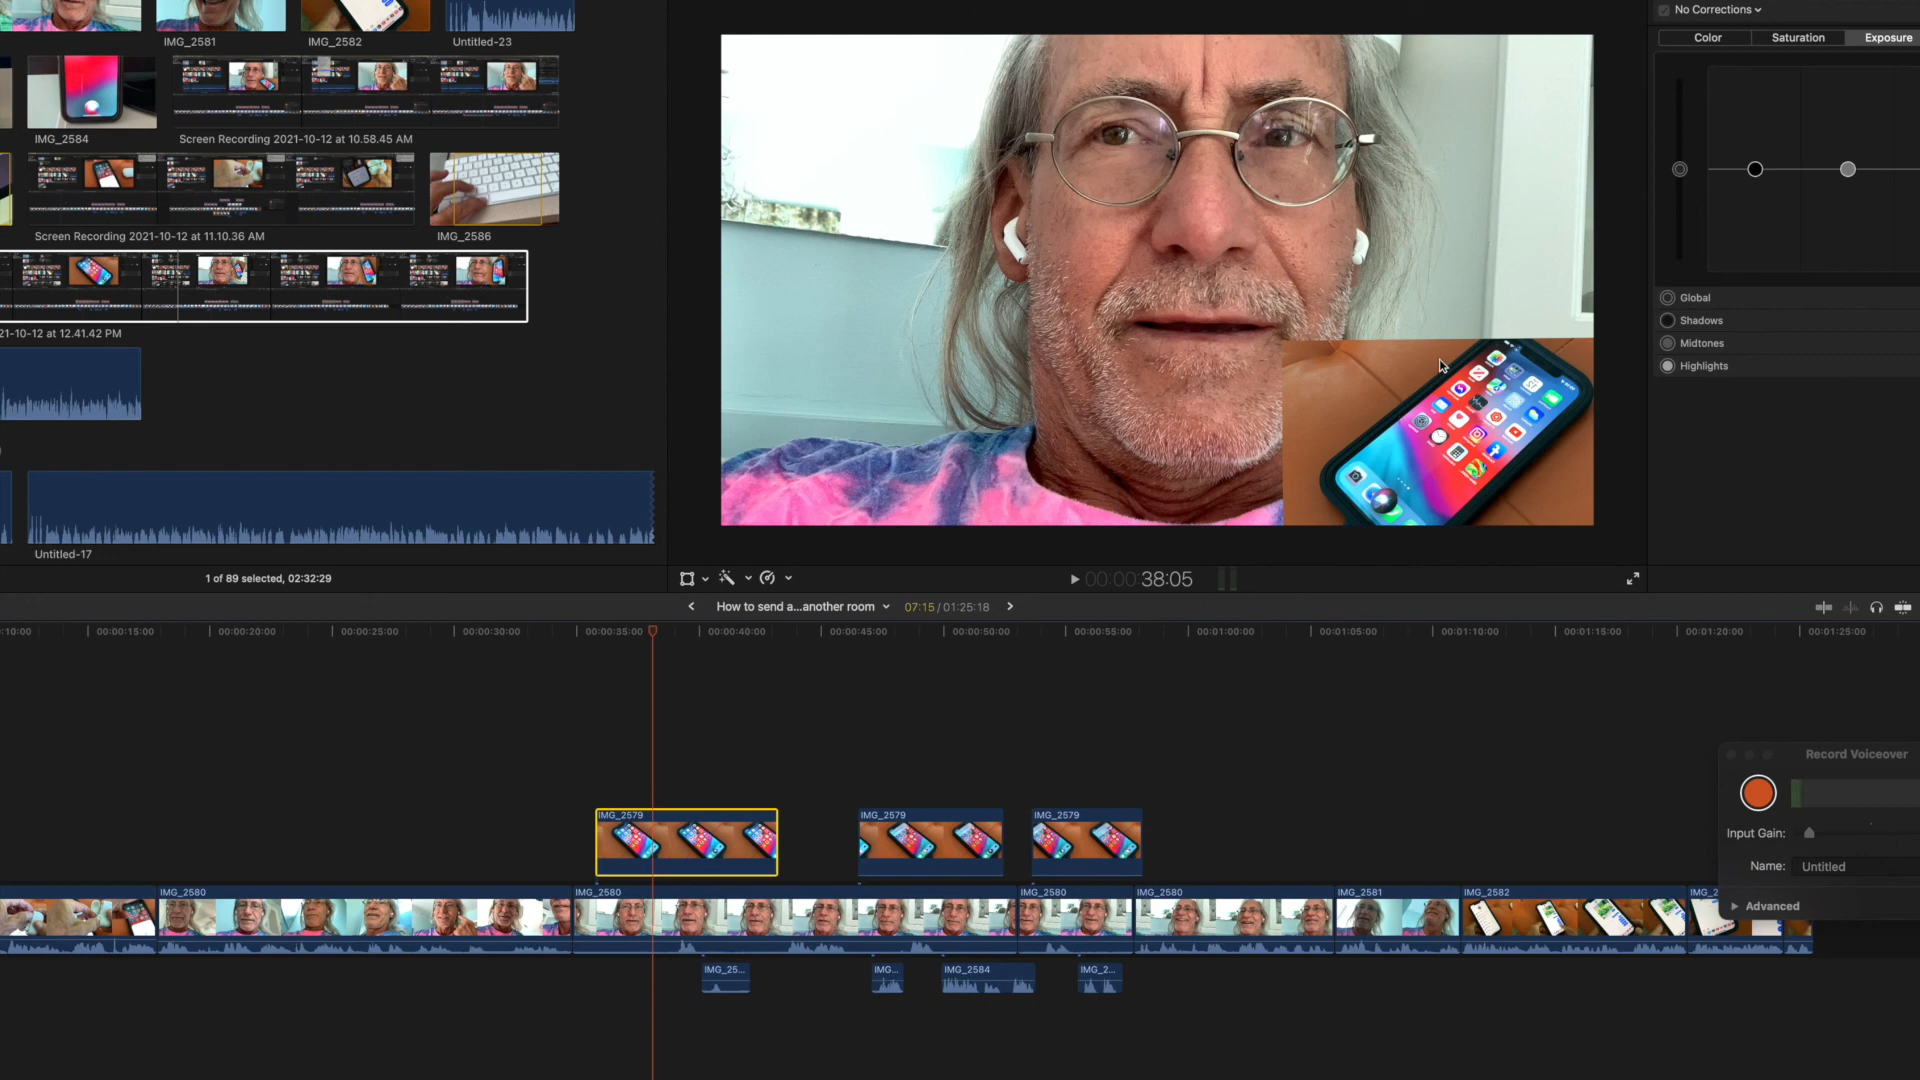 IMG_2581
IMG_2582
Untitled-23
IMG_2584
Screen Recording 2021-10-12 at 10.58.45 AM
Screen Recording 2021-10-12 at 11.10.36 AM
IMG_2586
21-10-12 at 12.41.42 PM
Untitled-17
1 of 89 selected, 02:32:29
No Corrections
Color
Saturation
Exposure
Global
Shadows
Midtones
Highlights
00:00:38:05
How to send a...another room
07:15 / 01:25:18
:10:00
00:00:15:00
00:00:20:00
00:00:25:00
00:00:30:00
00:00:35:00
00:00:40:00
00:00:45:00
00:00:50:00
00:00:55:00
00:01:00:00
00:01:05:00
00:01:10:00
00:01:15:00
00:01:20:00
00:01:25:00
Record Voiceover
Input Gain:
Name:
Untitled
Advanced
IMG_2579
IMG_2579
IMG_2579
IMG_2580
IMG_2580
IMG_2580
IMG_2580
IMG_2581
IMG_2582
IMG_2
IMG_25...
IMG...
IMG_2584
IMG_2...